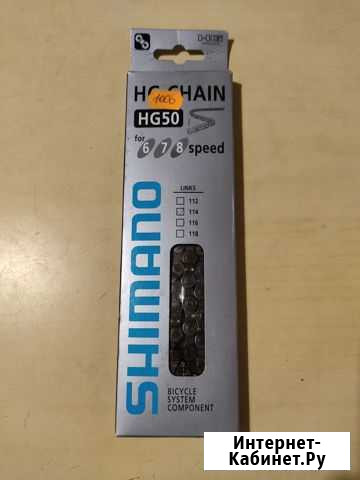 HG CHAIN
1006
HG50
for 6 7 8 speed
LINKS
112
114
116
118
SHIMANO
BICYCLE
SYSTEM
COMPONENT
Интернет-
Кабинет.Ру